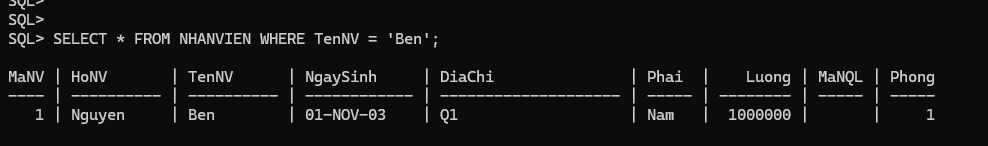 SQL>
SQL>
SQL> SELECT * FROM NHANVIEN WHERE TenNV = 'Ben';
MaNV | HoNV       | TenNV      | NgaySinh     | DiaChi               | Phai  |    Luong | MaNQL | Phong
---- | ---------- | ---------- | ------------ | -------------------- | ----- | -------- | ----- | -----
   1 | Nguyen     | Ben        | 01-NOV-03    | Q1                   | Nam   |  1000000 |       |     1